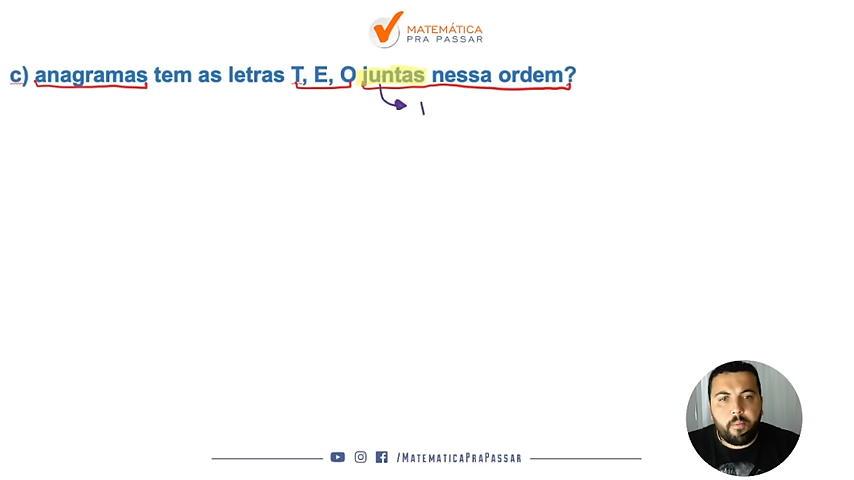 MATEMÁTICA
PRA PASSAR
c) anagramas tem as letras T, E, O juntas nessa ordem?
/MATEMATICAPRAPASSAR